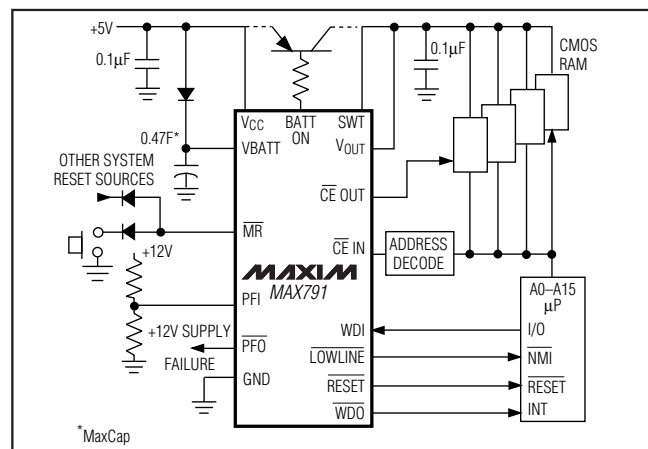 +5V
0.1µF
0.1µF
CMOS
RAM
0.47F*
VCC
BATT
ON
SWT
VBATT
VOUT
OTHER SYSTEM
RESET SOURCES
CE OUT
MR
CE IN
ADDRESS
DECODE
+12V
MAXIM
MAX791
A0–A15
µP
PFI
WDI
I/O
+12V SUPPLY
FAILURE
PFO
LOWLINE
NMI
GND
RESET
RESET
WDO
INT
*MaxCap